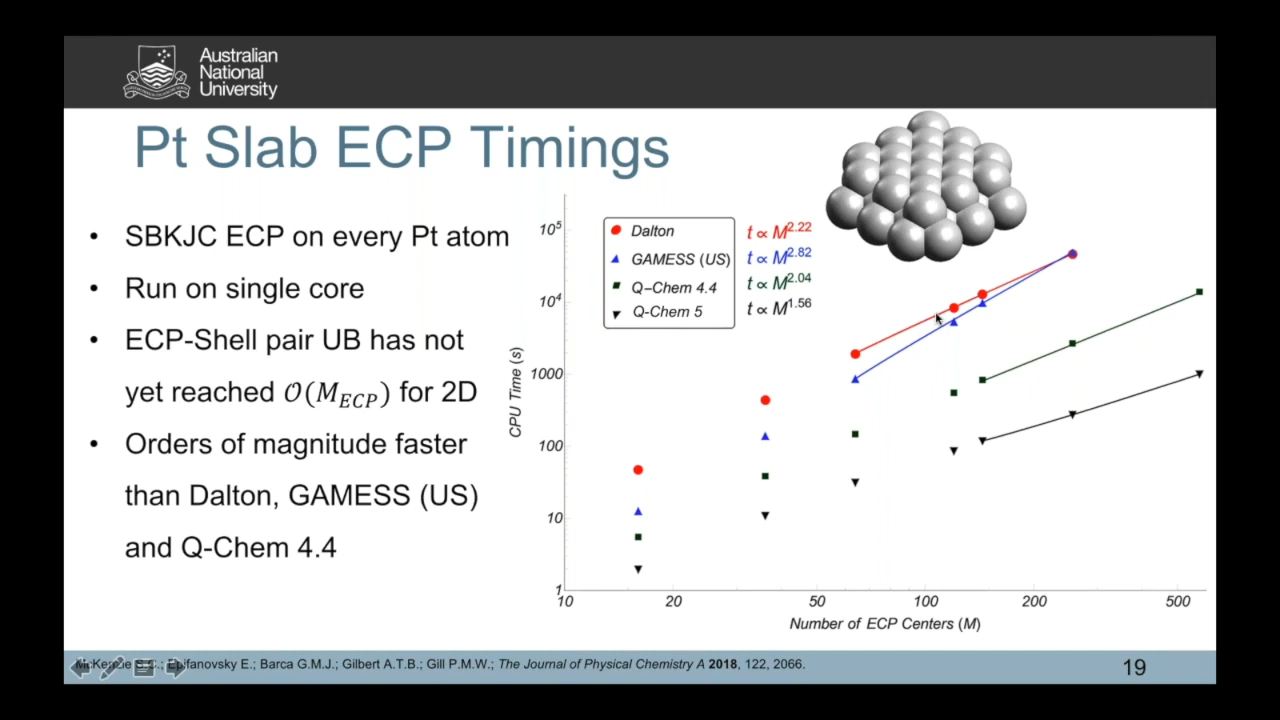 Australian
National
University
Pt Slab ECP Timings
• SBKJC ECP on every Pt atom
• Run on single core
• ECP-Shell pair UB has not
yet reached 𝒪(M_ECP) for 2D
• Orders of magnitude faster
than Dalton, GAMESS (US)
and Q-Chem 4.4
Dalton t ∝ M^2.22
GAMESS (US) t ∝ M^2.82
Q–Chem 4.4 t ∝ M^2.04
Q-Chem 5 t ∝ M^1.56
CPU Time (s)
10^5
10^4
1000
100
10
1
10 20 50 100 200 500
Number of ECP Centers (M)
McKenzie S.C.; Epifanovsky E.; Barca G.M.J.; Gilbert A.T.B.; Gill P.M.W.; The Journal of Physical Chemistry A 2018, 122, 2066.
19